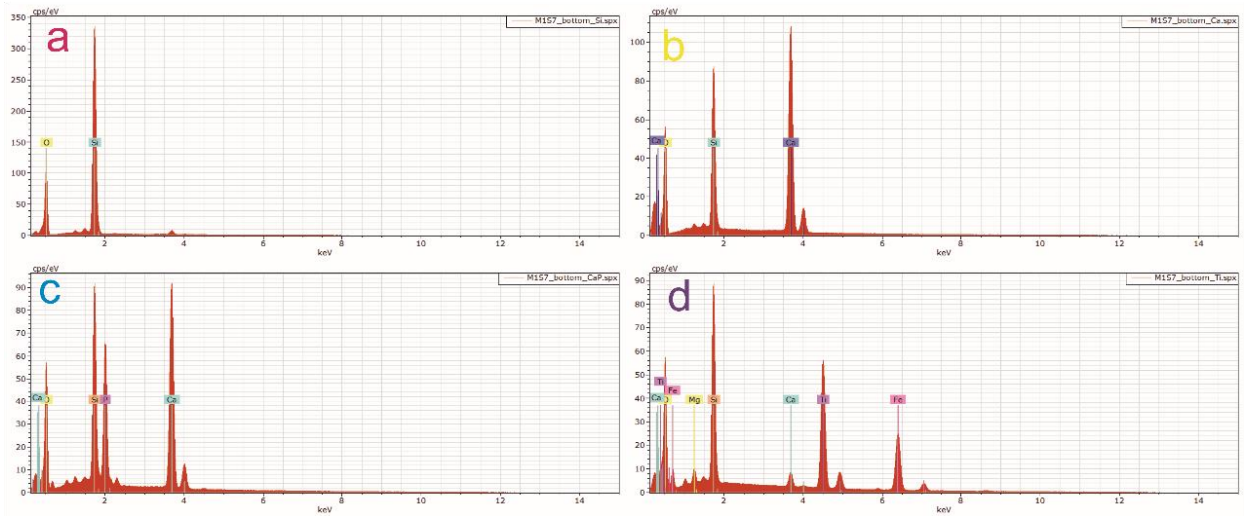 cps/eV
350
300
250
200
150
100
50
0
a
M1S7_bottom_Si.spx
O
Si
2 4 6 8 10 12 14
keV
cps/eV
100
80
60
40
20
0
b
M1S7_bottom_Ca.spx
Ca
O
Si
Ca
2 4 6 8 10 12 14
keV
cps/eV
90
80
70
60
50
40
30
20
10
0
c
M1S7_bottom_CaP.spx
Ca
O
Si
P
Ca
2 4 6 8 10 12 14
keV
cps/eV
90
80
70
60
50
40
30
20
10
0
d
M1S7_bottom_Ti.spx
Ti
Fe
Ca
O
Mg
Si
Ca
Ti
Fe
2 4 6 8 10 12 14
keV